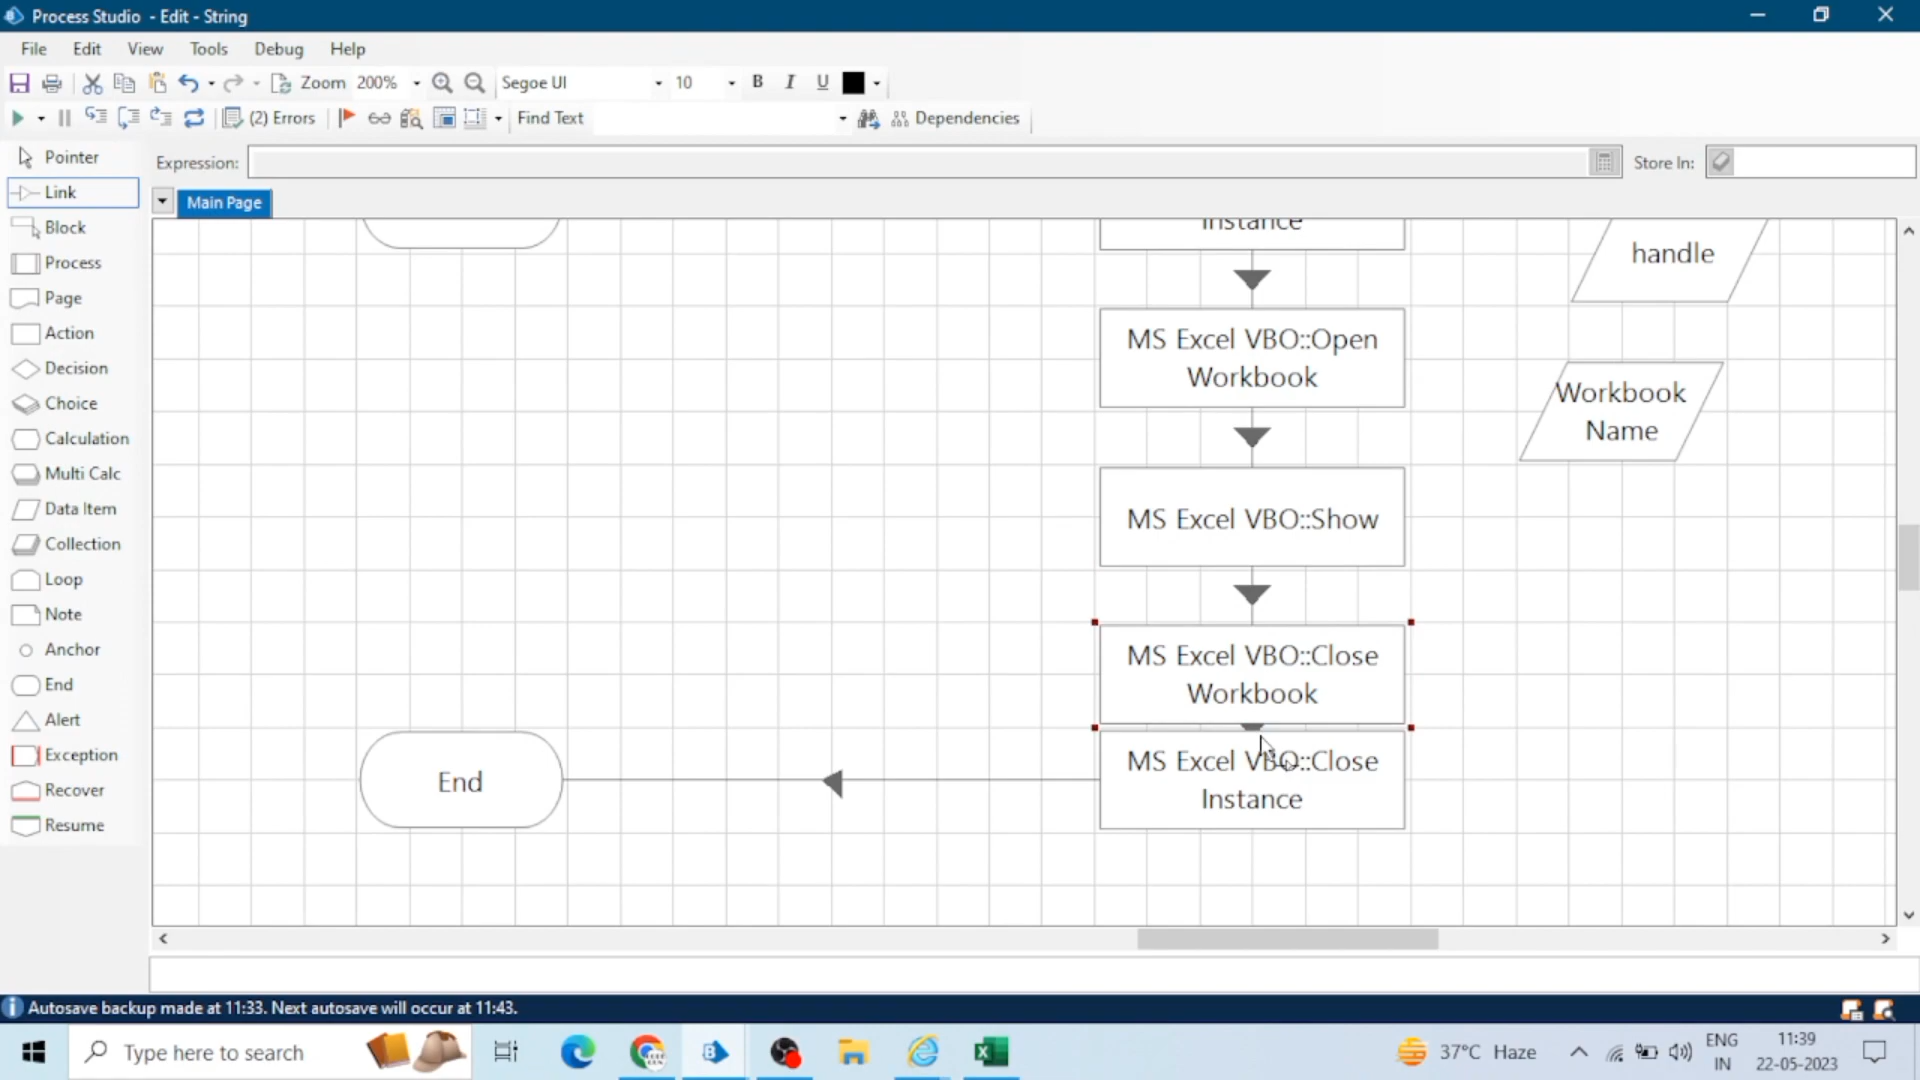 Process Studio - Edit - String
File Edit View Tools Debug Help
Zoom 200% Segoe UI 10 B I U
(2) Errors Find Text Dependencies
Pointer
Link
Block
Process
Page
Action
Decision
Choice
Calculation
Multi Calc
Data Item
Collection
Loop
Note
Anchor
End
Alert
Exception
Recover
Resume
Expression: Store In:
Main Page
Instance
handle
MS Excel VBO::Open
Workbook
Workbook
Name
MS Excel VBO::Show
MS Excel VBO::Close
Workbook
MS Excel VBO::Close
Instance
End
Autosave backup made at 11:33. Next autosave will occur at 11:43.
Type here to search
37°C Haze
ENG
IN
11:39
22-05-2023